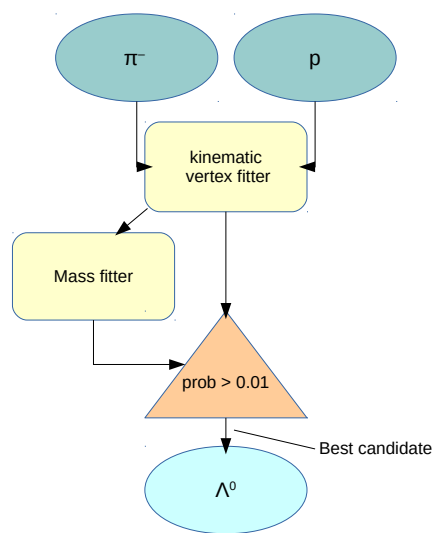 π⁻
p
kinematic
vertex fitter
Mass fitter
prob > 0.01
Best candidate
Λ⁰